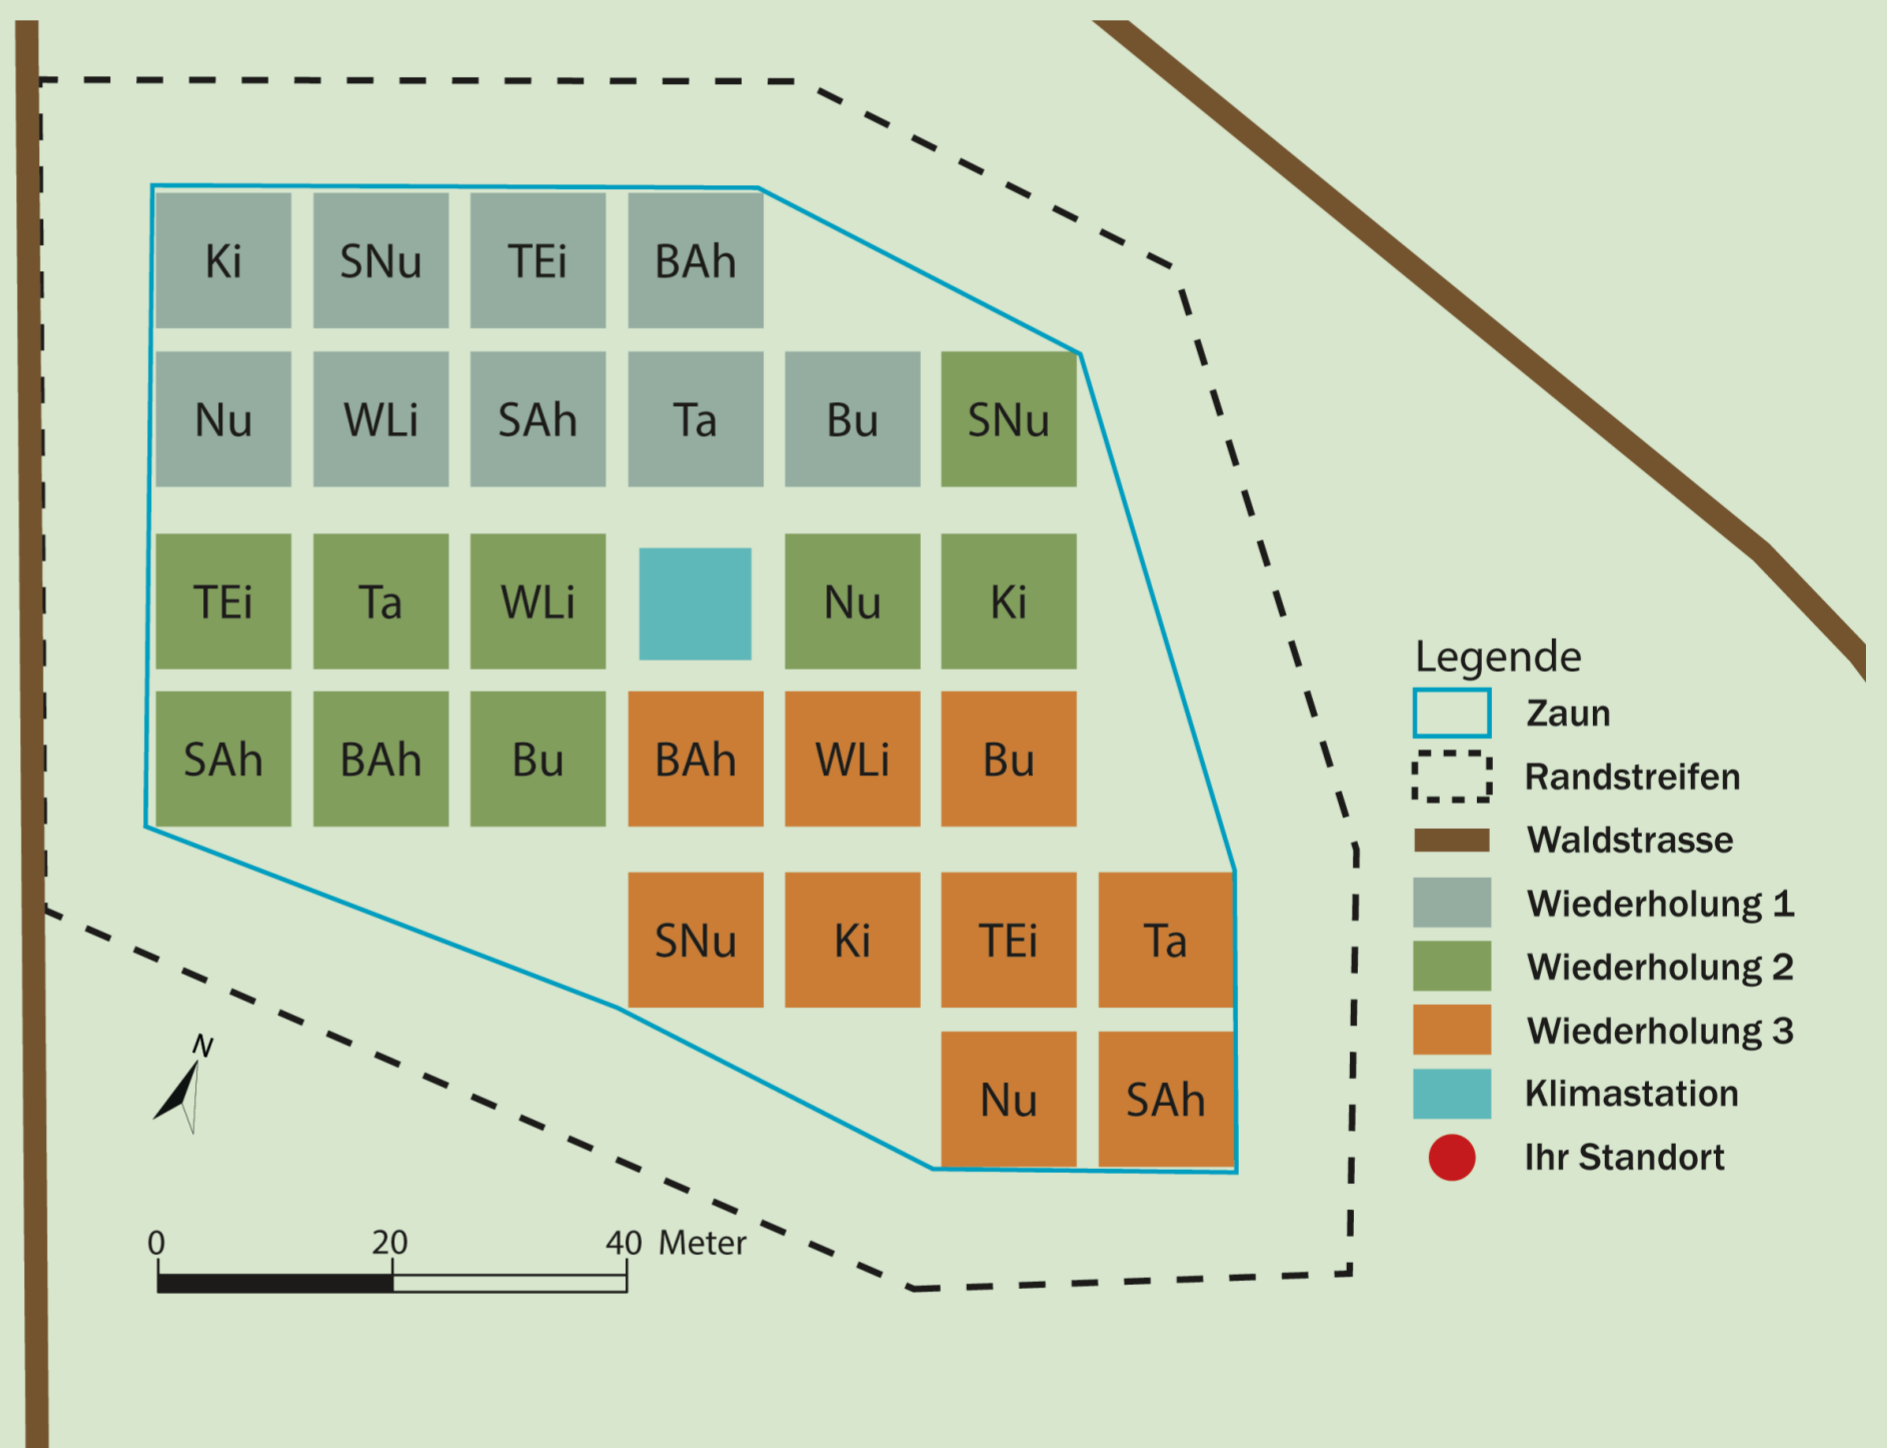 Ki SNu TEi BAh
Nu WLi SAh Ta Bu SNu
TEi Ta WLi Nu Ki
SAh BAh Bu BAh WLi Bu
SNu Ki TEi Ta
Nu SAh
N
0 20 40 Meter
Legende
Zaun
Randstreifen
Waldstrasse
Wiederholung 1
Wiederholung 2
Wiederholung 3
Klimastation
Ihr Standort